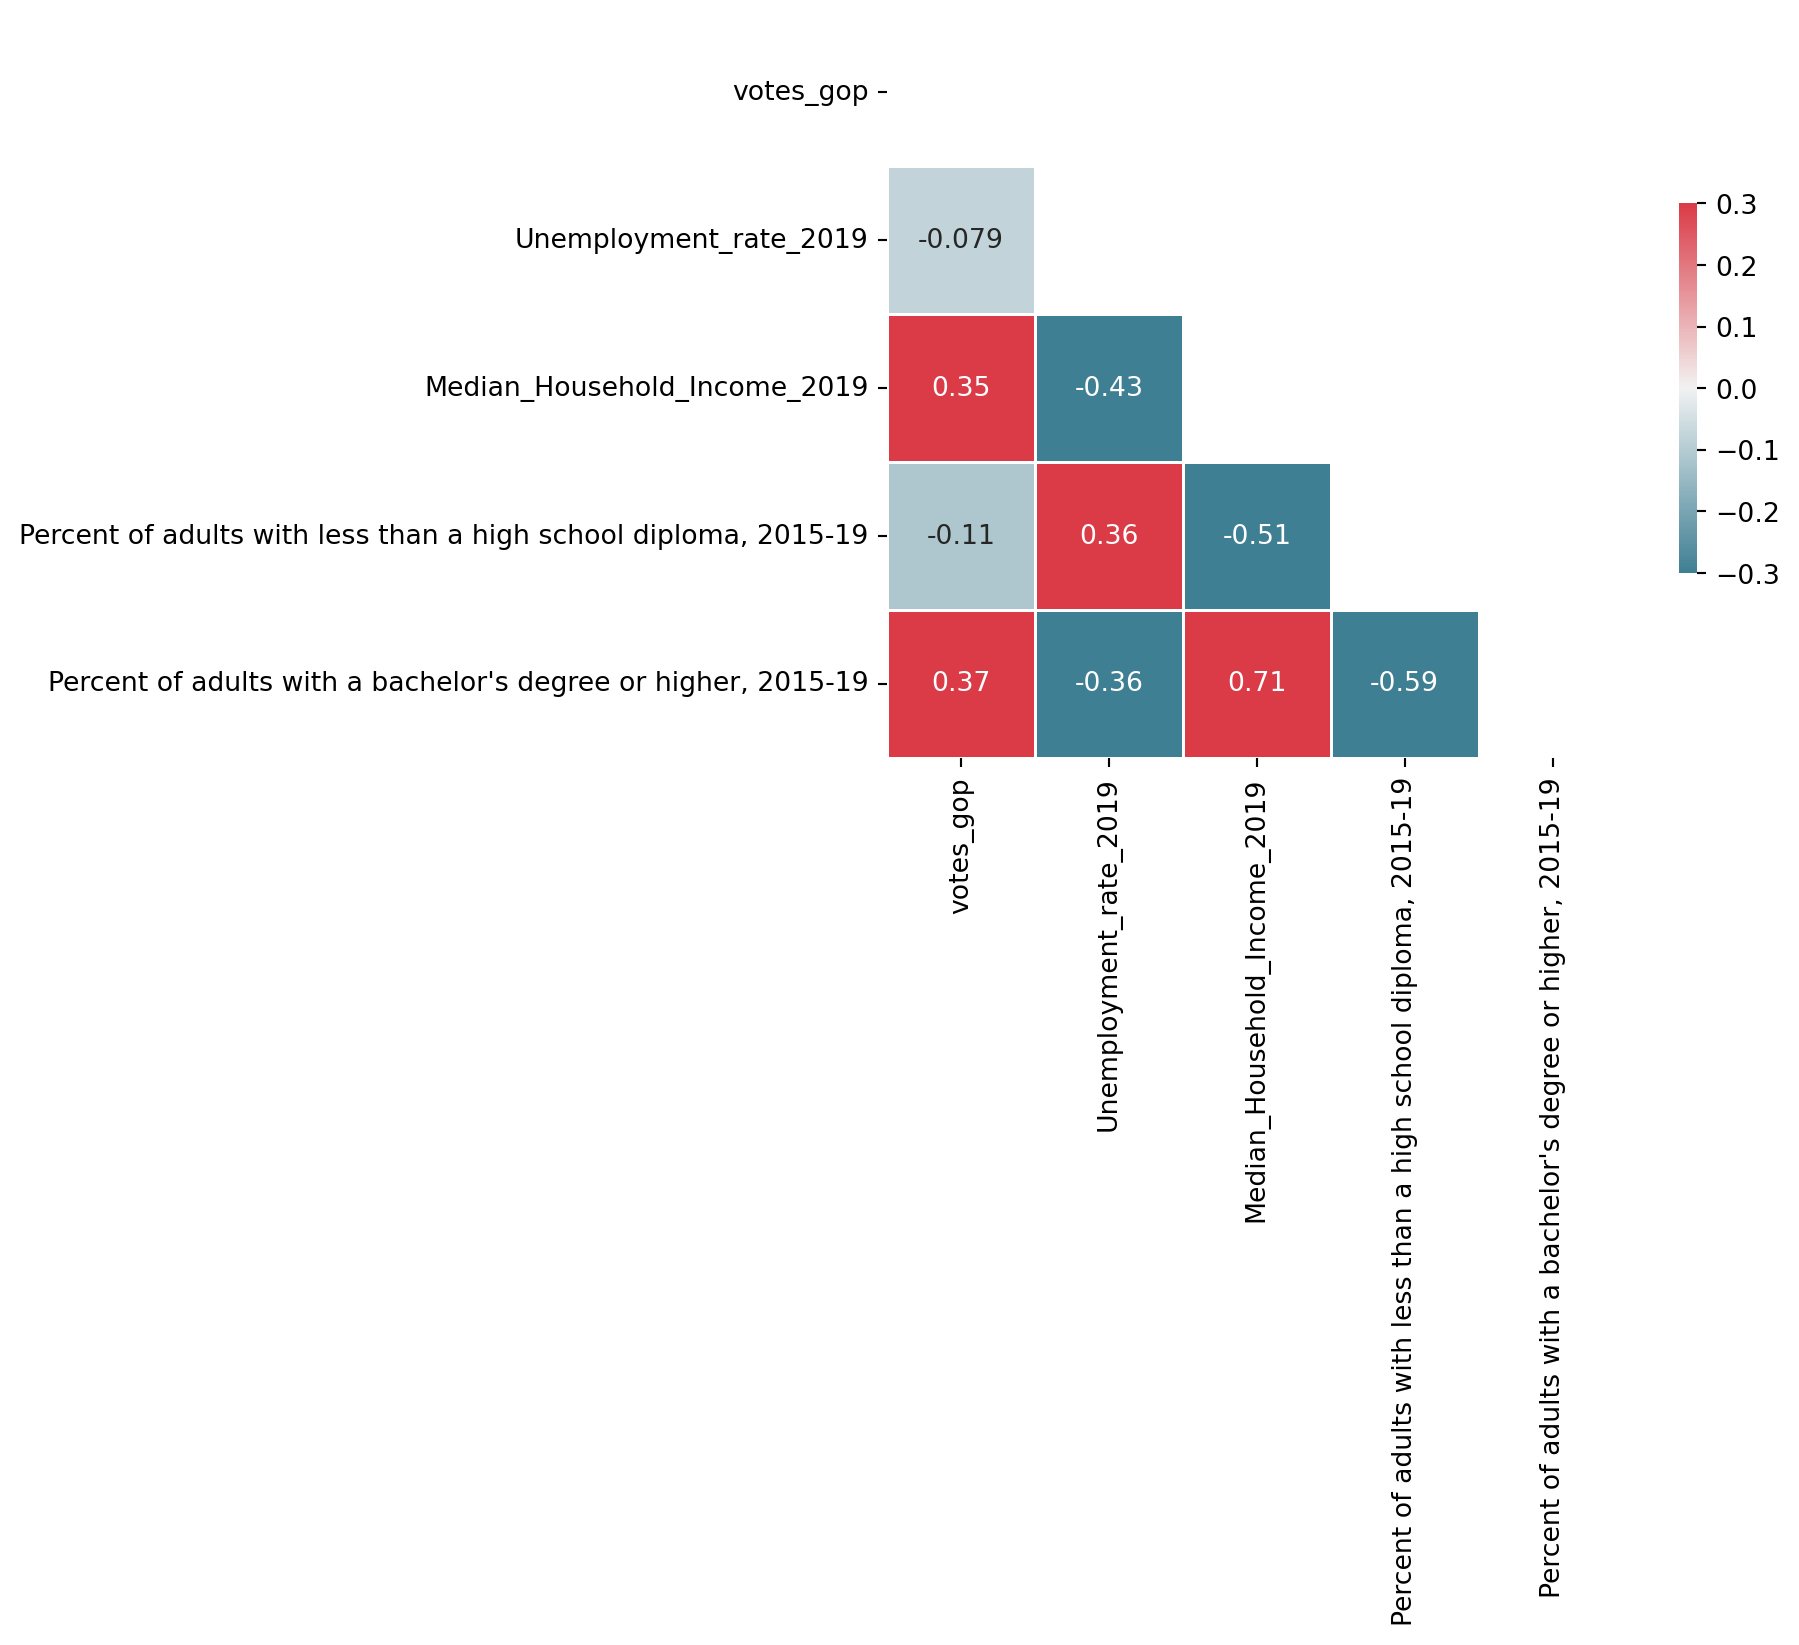 votes_gop
Unemployment_rate_2019
-0.079
Median_Household_Income_2019
0.35 -0.43
Percent of adults with less than a high school diploma, 2015-19
-0.11 0.36 -0.51
Percent of adults with a bachelor's degree or higher, 2015-19
0.37 -0.36 0.71 -0.59
votes_gop
Unemployment_rate_2019
Median_Household_Income_2019
Percent of adults with less than a high school diploma, 2015-19
Percent of adults with a bachelor's degree or higher, 2015-19
0.3
0.2
0.1
0.0
−0.1
−0.2
−0.3